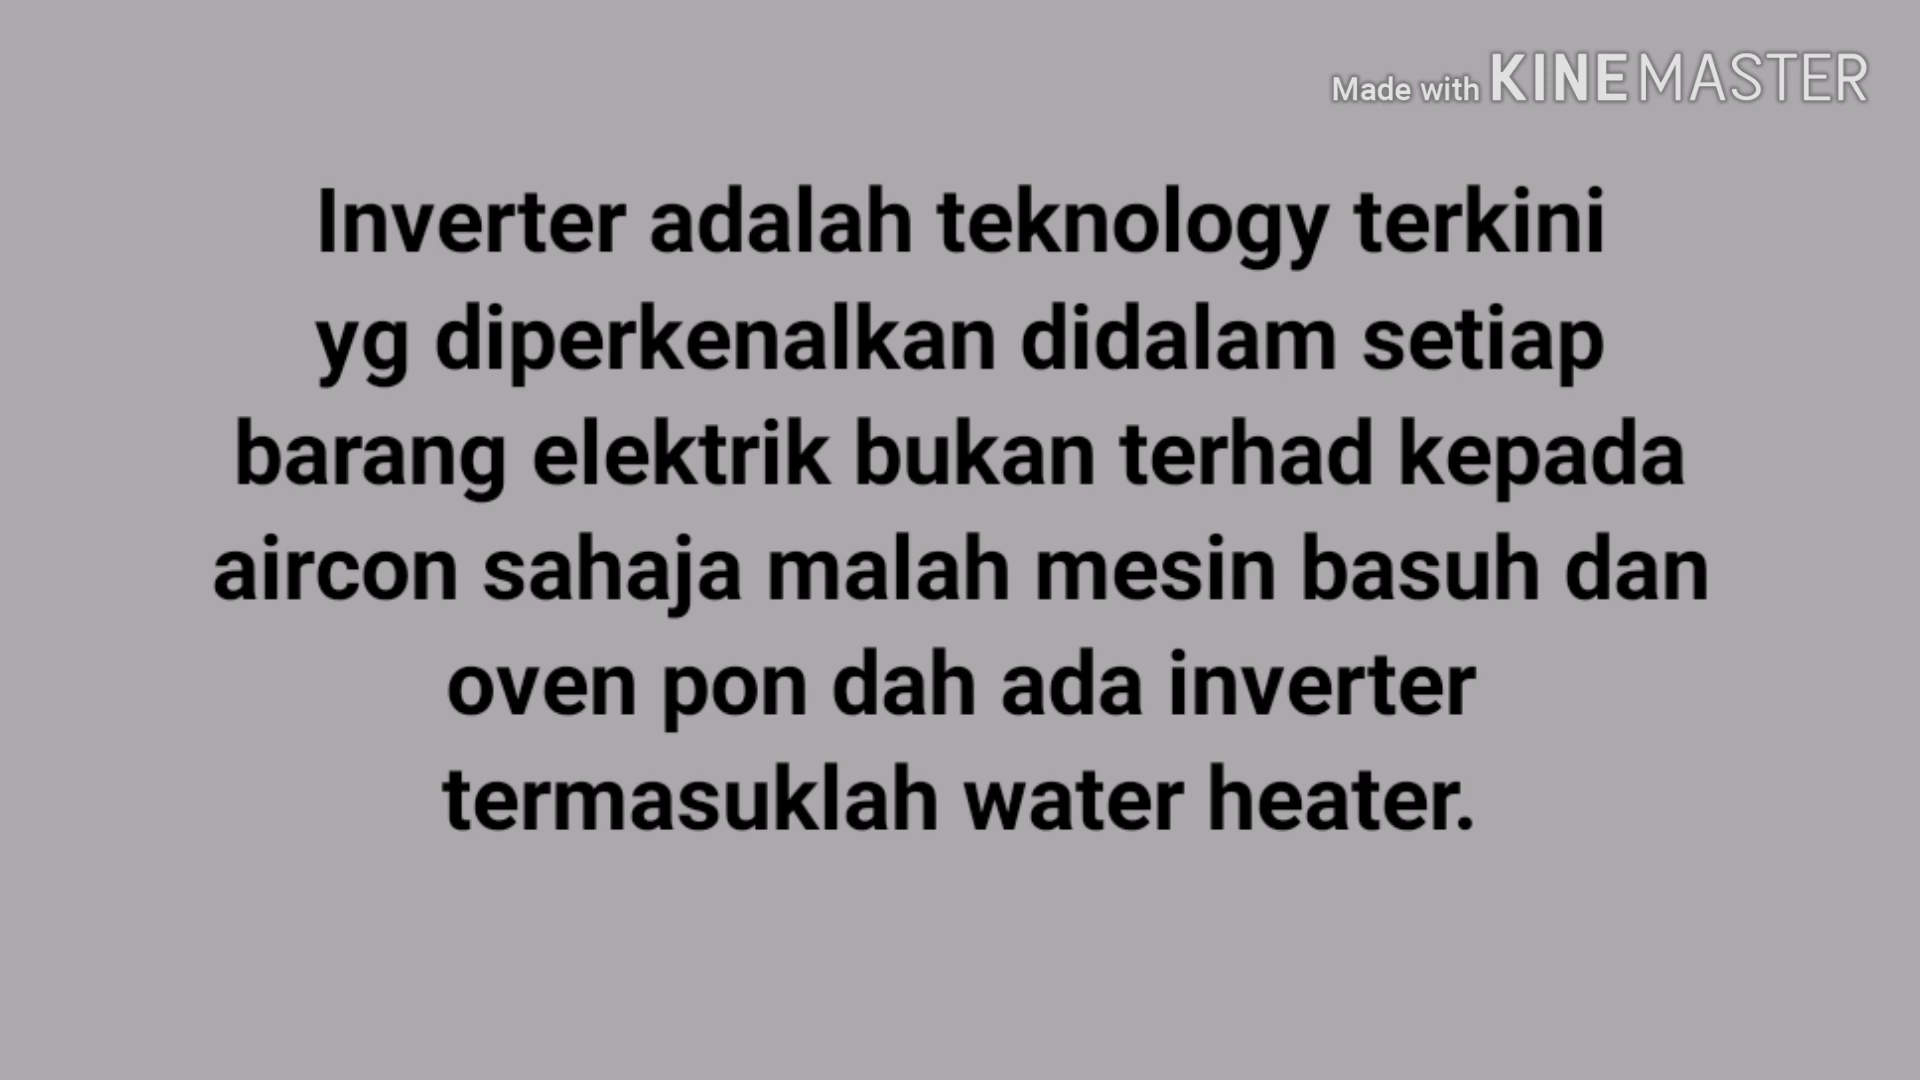 Made with KINEMASTER
Inverter adalah teknology terkini
yg diperkenalkan didalam setiap
barang elektrik bukan terhad kepada
aircon sahaja malah mesin basuh dan
oven pon dah ada inverter
termasuklah water heater.